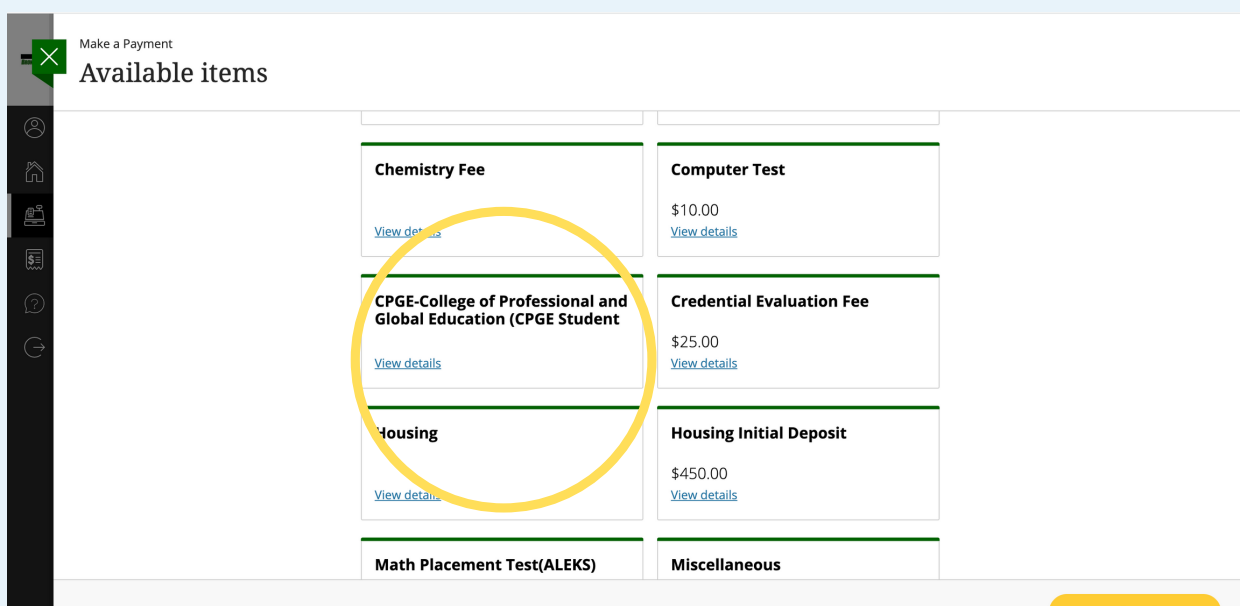 Make a Payment
Available items
Chemistry Fee
View details
Computer Test
$10.00
View details
CPGE-College of Professional and
Global Education (CPGE Student
View details
Credential Evaluation Fee
$25.00
View details
Housing
View details
Housing Initial Deposit
$450.00
View details
Math Placement Test(ALEKS)
Miscellaneous